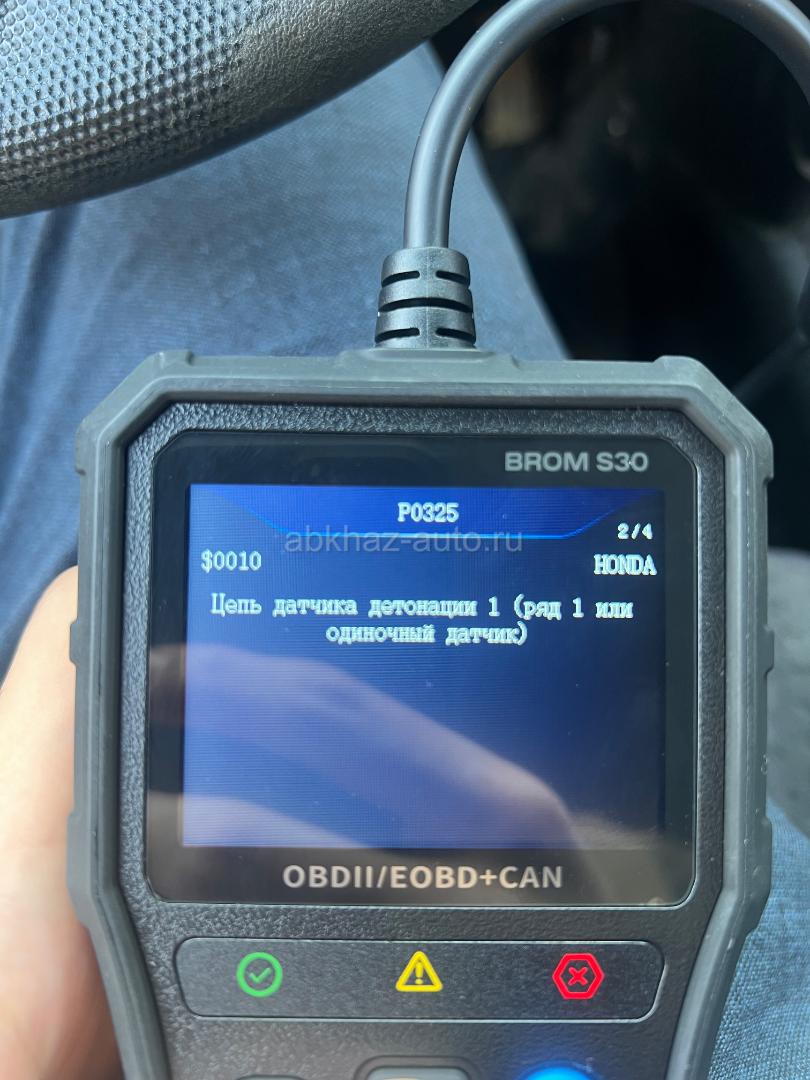 BROM S30
P0325
2/4
abkhaz-auto.ru
$0010 HONDA
Цепь датчика детонации 1 (ряд 1 или
одиночный датчик)
OBDII/EOBD+CAN